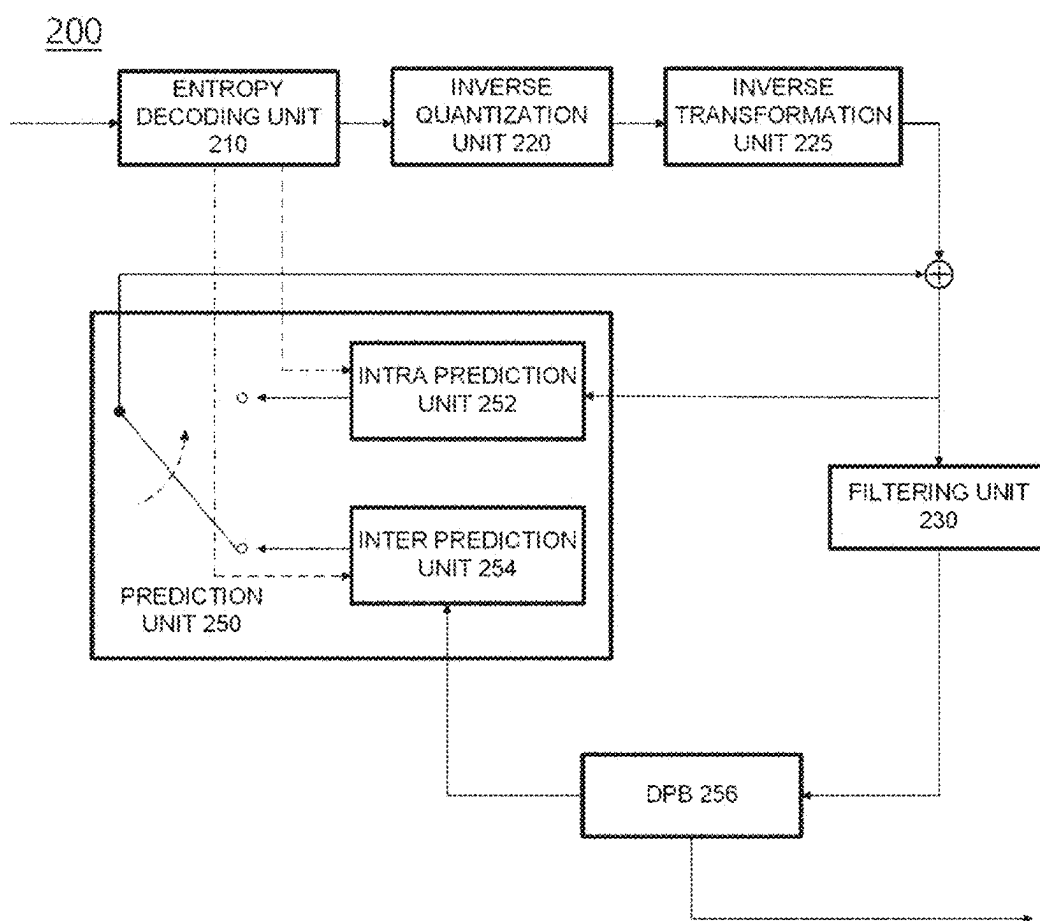 200
ENTROPY
DECODING UNIT
210
INVERSE
QUANTIZATION
UNIT 220
INVERSE
TRANSFORMATION
UNIT 225
INTRA PREDICTION
UNIT 252
FILTERING UNIT
230
INTER PREDICTION
UNIT 254
PREDICTION
UNIT 250
DPB 256